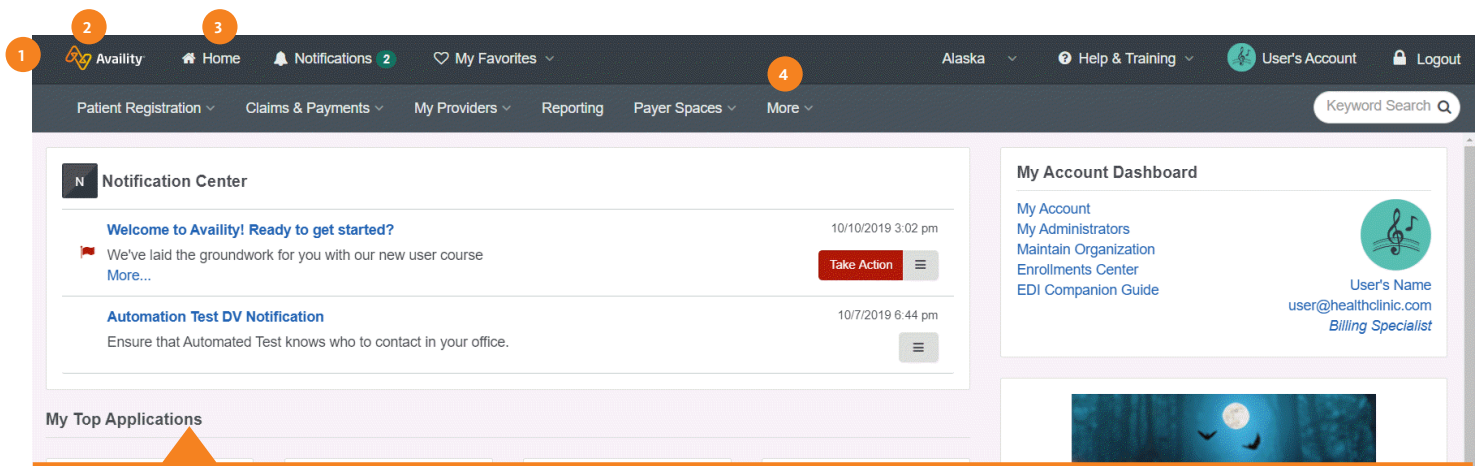 2 3
1 Availity Home Notifications 2 My Favorites Alaska Help & Training User's Account Logout
4
Patient Registration Claims & Payments My Providers Reporting Payer Spaces More Keyword Search
N Notification Center
Welcome to Availity! Ready to get started? 10/10/2019 3:02 pm
We've laid the groundwork for you with our new user course
Take Action
More...
Automation Test DV Notification 10/7/2019 6:44 pm
Ensure that Automated Test knows who to contact in your office.
My Top Applications
My Account Dashboard
My Account
My Administrators
Maintain Organization
Enrollments Center
EDI Companion Guide
User's Name
user@healthclinic.com
Billing Specialist